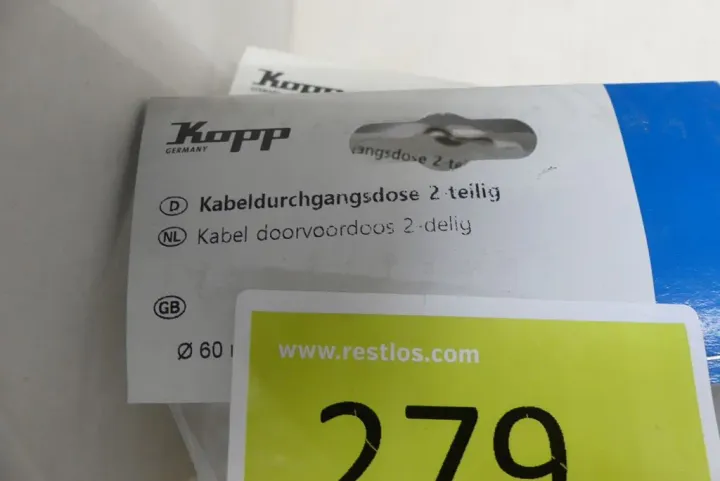 Kopp
Kopp
GERMANY
angsdose 2-te
D Kabeldurchgangsdose 2-teilig
NL Kabel doorvoordoos 2-delig
GB
Ø 60
www.restlos.com
279